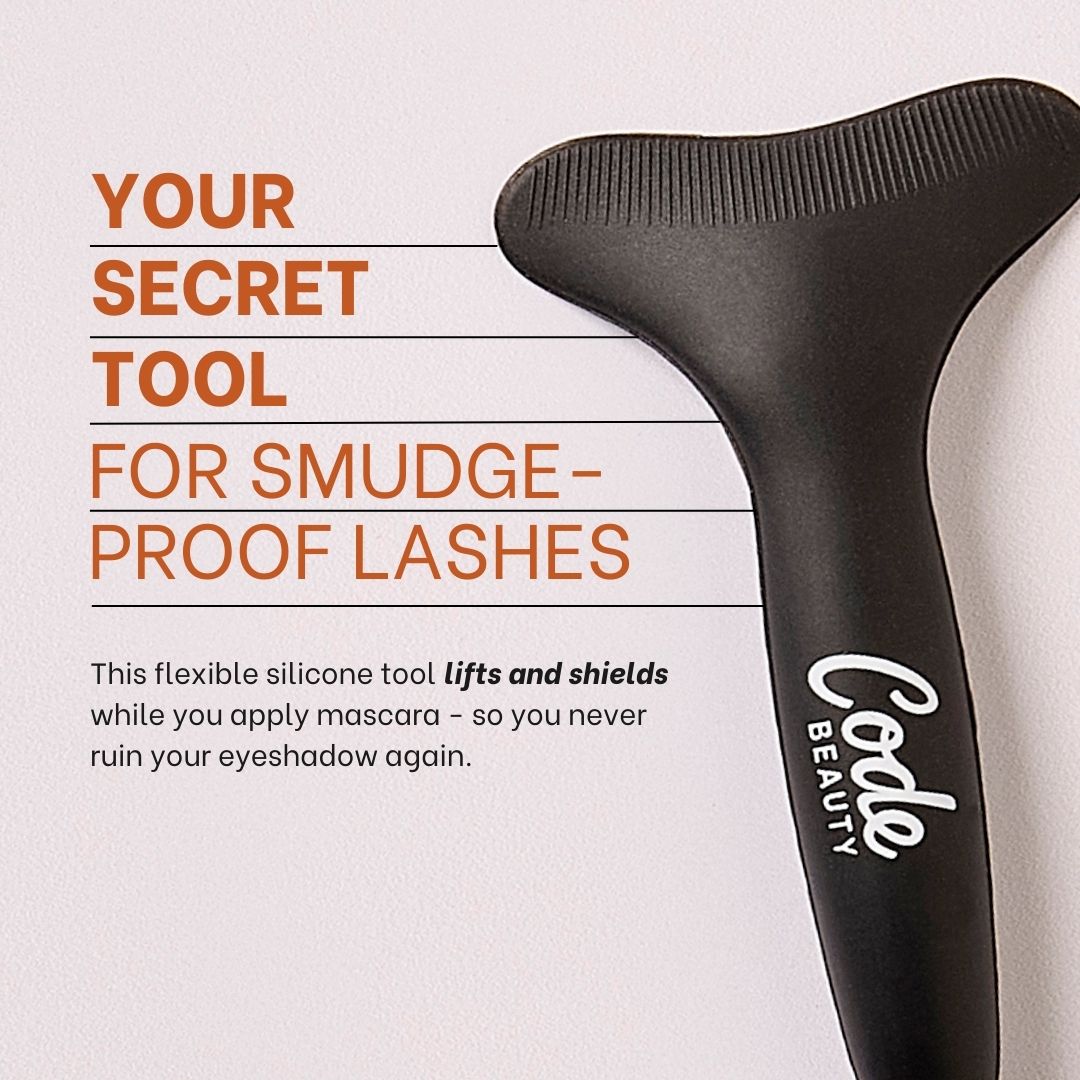 YOUR
SECRET
TOOL
FOR SMUDGE-
PROOF LASHES
This flexible silicone tool lifts and shields
while you apply mascara - so you never
ruin your eyeshadow again.
Code
BEAUTY